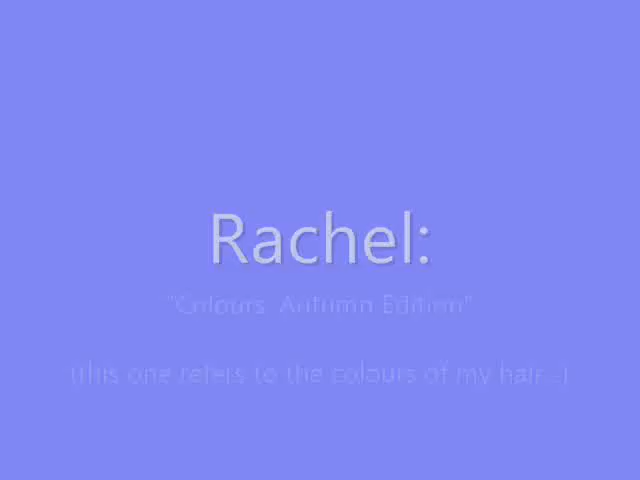 Rachel:
"Colours: Autumn Edition"
(this one refers to the colours of my hair :-)